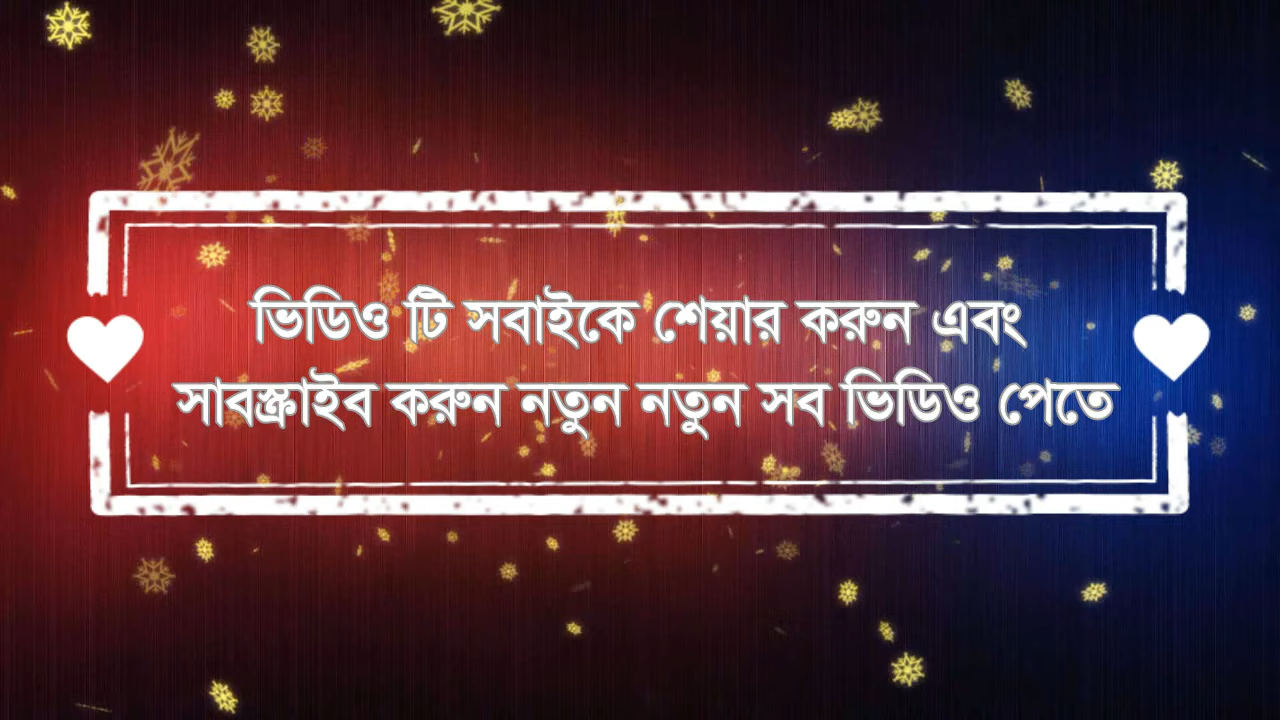 ভিডিও টি সবাইকে শেয়ার করুন এবং
সাবস্ক্রাইব করুন নতুন নতুন সব ভিডিও পেতে